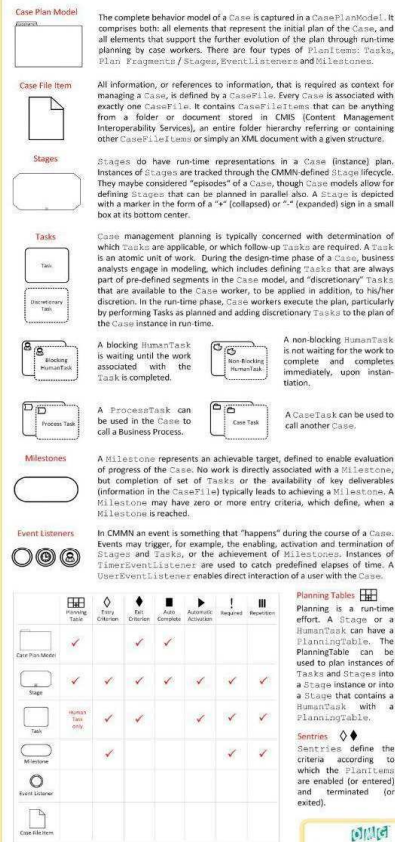 Case Plan Model
The complete behavior model of a Case is captured in a CasePlanModel. It
comprises both: all elements that represent the initial plan of the Case, and
all elements that support the further evolution of the plan through run-time
planning by case workers. There are four types of PlanItems: Tasks,
Plan Fragments / Stages, EventListeners and Milestones.
Case File Item
All information, or references to information, that is required as context for
managing a Case, is defined by a CaseFile. Every Case is associated with
exactly one CaseFile. It contains CaseFileItems that can be anything
from a folder or document stored in CMIS (Content Management
Interoperability Services), an entire folder hierarchy referring or containing
other CaseFileItems or simply an XML document with a given structure.
Stages
Stages do have run-time representations in a Case (instance) plan.
Instances of Stages are tracked through the CMMN-defined Stage lifecycle.
They may be considered "episodes" of a Case, though Case models allow for
defining Stages that can be planned in parallel also. A Stage is depicted
with a marker in the form of a "+" (collapsed) or "-" (expanded) sign in a small
box at its bottom center.
Tasks
Case management planning is typically concerned with determination of
which Tasks are applicable, or which follow-up Tasks are required. A Task
is an atomic unit of work. During the design-time phase of a Case, business
analysts engage in modeling, which includes defining Tasks that are always
part of pre-defined segments in the Case model, and "discretionary" Tasks
that are available to the Case worker, to be applied in addition, to his/her
discretion. In the run-time phase, Case workers execute the plan, particularly
by performing Tasks as planned and adding discretionary Tasks to the plan of
the Case instance in run-time.
Task
Discretionary
Task
Blocking
HumanTask
A blocking HumanTask
is waiting until the work
associated with the
Task is completed.
Non-Blocking
HumanTask
A non-blocking HumanTask
is not waiting for the work to
complete and completes
immediately, upon instan-
tiation.
Process Task
A ProcessTask can
be used in the Case to
call a Business Process.
Case Task
A CaseTask can be used to
call another Case.
Milestones
A Milestone represents an achievable target, defined to enable evaluation
of progress of the Case. No work is directly associated with a Milestone,
but completion of set of Tasks or the availability of key deliverables
(information in the CaseFile) typically leads to achieving a Milestone. A
Milestone may have zero or more entry criteria, which define, when a
Milestone is reached.
Event Listeners
In CMMN an event is something that "happens" during the course of a Case.
Events may trigger, for example, the enabling, activation and termination of
Stages and Tasks, or the achievement of Milestones. Instances of
TimerEventListener are used to catch predefined elapses of time. A
UserEventListener enables direct interaction of a user with the Case.
Planning
Table
Entry
Criterion
Exit
Criterion
Auto
Complete
Automatic
Activation
Required
Repetition
Case Plan Model
Stage
Human
Task
only
Task
Milestone
Event Listener
Case File Item
Planning Tables
Planning is a run-time
effort. A Stage or a
HumanTask can have a
PlanningTable. The
PlanningTable can be
used to plan instances of
Tasks and Stages into
a Stage instance or into
a Stage that contains a
HumanTask with a
PlanningTable.
Sentries
Sentries define the
criteria according to
which the PlanItems
are enabled (or entered)
and terminated (or
exited).
OMG